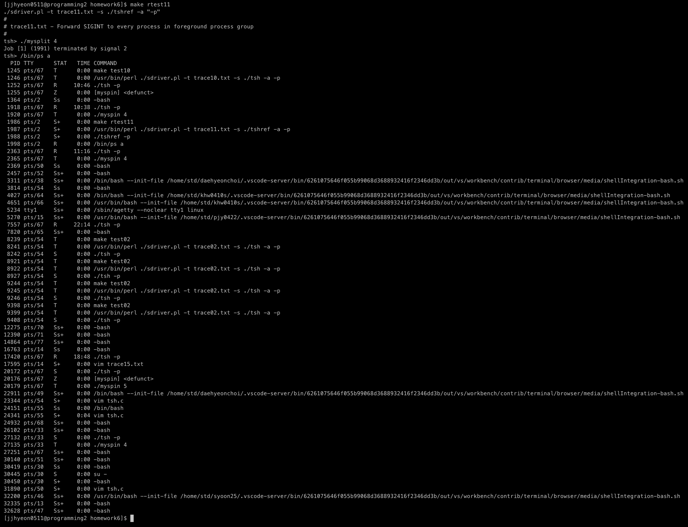 [jjhyeon0511@programming2 homework6]$ make rtest11
./sdriver.pl -t trace11.txt -s ./tshref -a "-p"
#
# trace11.txt - Forward SIGINT to every process in foreground process group
#
tsh> ./mysplit 4
Job [1] (1991) terminated by signal 2
tsh> /bin/ps a
  PID TTY      STAT   TIME COMMAND
 1245 pts/67   T      0:00 make test10
 1246 pts/67   T      0:00 /usr/bin/perl ./sdriver.pl -t trace10.txt -s ./tsh -a -p
 1252 pts/67   R     10:46 ./tsh -p
 1255 pts/67   Z      0:00 [myspin] <defunct>
 1364 pts/2    Ss     0:00 -bash
 1918 pts/67   R     10:38 ./tsh -p
 1920 pts/67   T      0:00 ./myspin 4
 1986 pts/2    S+     0:00 make rtest11
 1987 pts/2    S+     0:00 /usr/bin/perl ./sdriver.pl -t trace11.txt -s ./tshref -a -p
 1988 pts/2    S+     0:00 ./tshref -p
 1998 pts/2    R      0:00 /bin/ps a
 2363 pts/67   R     11:16 ./tsh -p
 2365 pts/67   T      0:00 ./myspin 4
 2369 pts/50   Ss     0:00 -bash
 2457 pts/52   Ss+    0:00 -bash
 3311 pts/38   Ss+    0:00 /bin/bash --init-file /home/std/daehyeonchoi/.vscode-server/bin/6261075646f055b99068d3688932416f2346dd3b/out/vs/workbench/contrib/terminal/browser/media/shellIntegration-bash.sh
 3814 pts/54   Ss     0:00 -bash
 4027 pts/64   Ss+    0:00 /bin/bash --init-file /home/std/khw0410s/.vscode-server/bin/6261075646f055b99068d3688932416f2346dd3b/out/vs/workbench/contrib/terminal/browser/media/shellIntegration-bash.sh
 4651 pts/66   Ss+    0:00 /bin/bash --init-file /home/std/khw0410s/.vscode-server/bin/6261075646f055b99068d3688932416f2346dd3b/out/vs/workbench/contrib/terminal/browser/media/shellIntegration-bash.sh
 5234 tty1     Ss+    0:00 /sbin/agetty --noclear tty1 linux
 5270 pts/15   Ss+    0:00 /usr/bin/bash --init-file /home/std/pjy0422/.vscode-server/bin/6261075646f055b99068d3688932416f2346dd3b/out/vs/workbench/contrib/terminal/browser/media/shellIntegration-bash.sh
 7557 pts/67   R     22:14 ./tsh -p
 7820 pts/65   Ss+    0:00 -bash
 8239 pts/54   T      0:00 make test02
 8241 pts/54   T      0:00 /usr/bin/perl ./sdriver.pl -t trace02.txt -s ./tsh -a -p
 8242 pts/54   S      0:00 ./tsh -p
 8921 pts/54   T      0:00 make test02
 8922 pts/54   T      0:00 /usr/bin/perl ./sdriver.pl -t trace02.txt -s ./tsh -a -p
 8927 pts/54   S      0:00 ./tsh -p
 9244 pts/54   T      0:00 make test02
 9245 pts/54   T      0:00 /usr/bin/perl ./sdriver.pl -t trace02.txt -s ./tsh -a -p
 9246 pts/54   S      0:00 ./tsh -p
 9398 pts/54   T      0:00 make test02
 9399 pts/54   T      0:00 /usr/bin/perl ./sdriver.pl -t trace02.txt -s ./tsh -a -p
 9408 pts/54   S      0:00 ./tsh -p
12275 pts/70   Ss+    0:00 -bash
12390 pts/71   Ss+    0:00 -bash
14864 pts/77   Ss+    0:00 -bash
16763 pts/14   Ss     0:00 -bash
17420 pts/67   R     18:48 ./tsh -p
17595 pts/14   S+     0:00 vim trace15.txt
20172 pts/67   S      0:00 ./tsh -p
20176 pts/67   Z      0:00 [myspin] <defunct>
20179 pts/67   T      0:00 ./myspin 5
22911 pts/49   Ss+    0:00 /bin/bash --init-file /home/std/daehyeonchoi/.vscode-server/bin/6261075646f055b99068d3688932416f2346dd3b/out/vs/workbench/contrib/terminal/browser/media/shellIntegration-bash.sh
23344 pts/54   S+     0:00 vim tsh.c
24151 pts/55   Ss     0:00 /bin/bash
24341 pts/55   S+     0:04 vim tsh.c
24932 pts/68   Ss+    0:00 -bash
26102 pts/33   Ss+    0:00 -bash
27132 pts/33   S      0:00 ./tsh -p
27135 pts/33   T      0:00 ./myspin 4
27251 pts/67   Ss+    0:00 -bash
30140 pts/51   Ss+    0:00 -bash
30419 pts/30   Ss     0:00 -bash
30445 pts/30   S      0:00 su -
30450 pts/30   S+     0:00 -bash
31890 pts/50   S+     0:00 vim tsh.c
32200 pts/46   Ss+    0:00 /usr/bin/bash --init-file /home/std/syoon25/.vscode-server/bin/6261075646f055b99068d3688932416f2346dd3b/out/vs/workbench/contrib/terminal/browser/media/shellIntegration-bash.sh
32335 pts/13   Ss+    0:00 -bash
32628 pts/47   Ss+    0:00 -bash
[jjhyeon0511@programming2 homework6]$